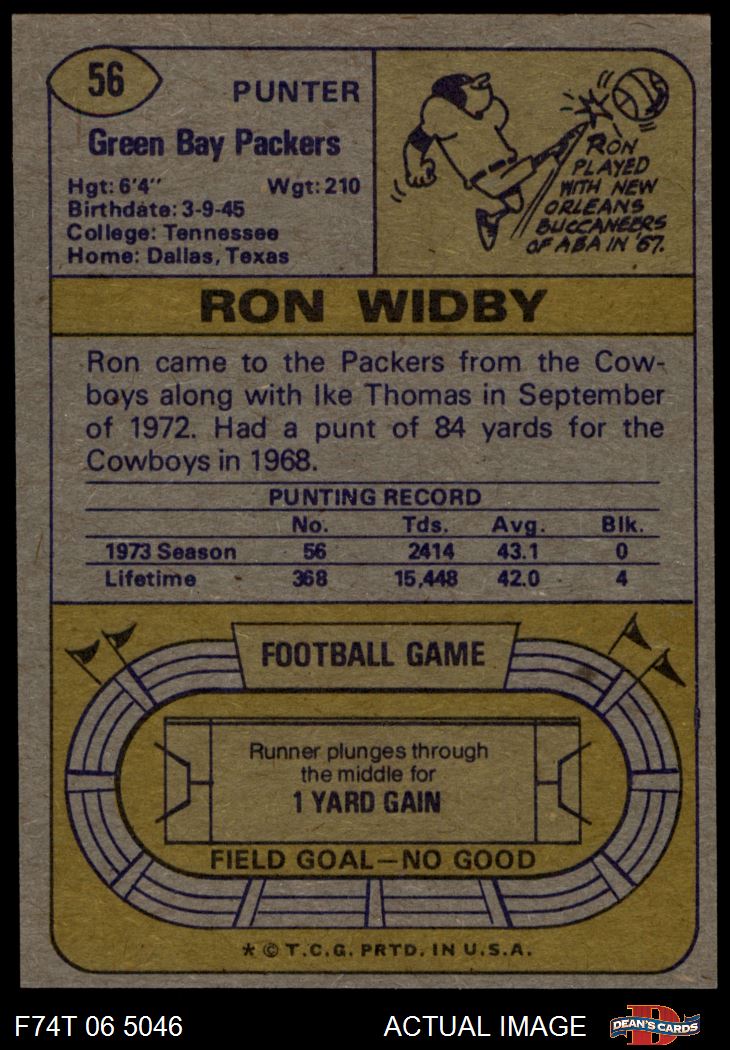 56
PUNTER
Green Bay Packers
Hgt: 6'4" Wgt: 210
Birthdate: 3-9-45
College: Tennessee
Home: Dallas, Texas
RON
PLAYED
WITH NEW
ORLEANS
BUCCANEERS
OF ABA IN '67.
RON WIDBY
Ron came to the Packers from the Cow-
boys along with Ike Thomas in September
of 1972. Had a punt of 84 yards for the
Cowboys in 1968.
PUNTING RECORD
No. Tds. Avg. Blk.
1973 Season 56 2414 43.1 0
Lifetime 368 15,448 42.0 4
FOOTBALL GAME
Runner plunges through
the middle for
1 YARD GAIN
FIELD GOAL—NO GOOD
* © T.C.G. PRTD. IN U.S.A.
F74T 06 5046 ACTUAL IMAGE DEAN'S CARDS